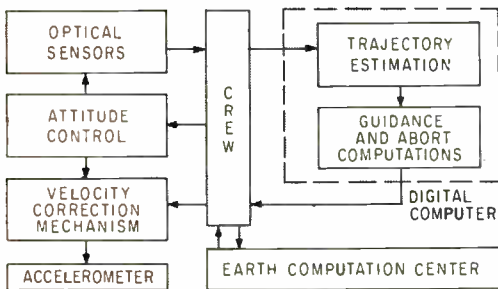 OPTICAL
SENSORS
ATTITUDE
CONTROL
VELOCITY
CORRECTION
MECHANISM
ACCELEROMETER
CREW
TRAJECTORY
ESTIMATION
GUIDANCE
AND ABORT
COMPUTATIONS
DIGITAL
COMPUTER
EARTH COMPUTATION CENTER